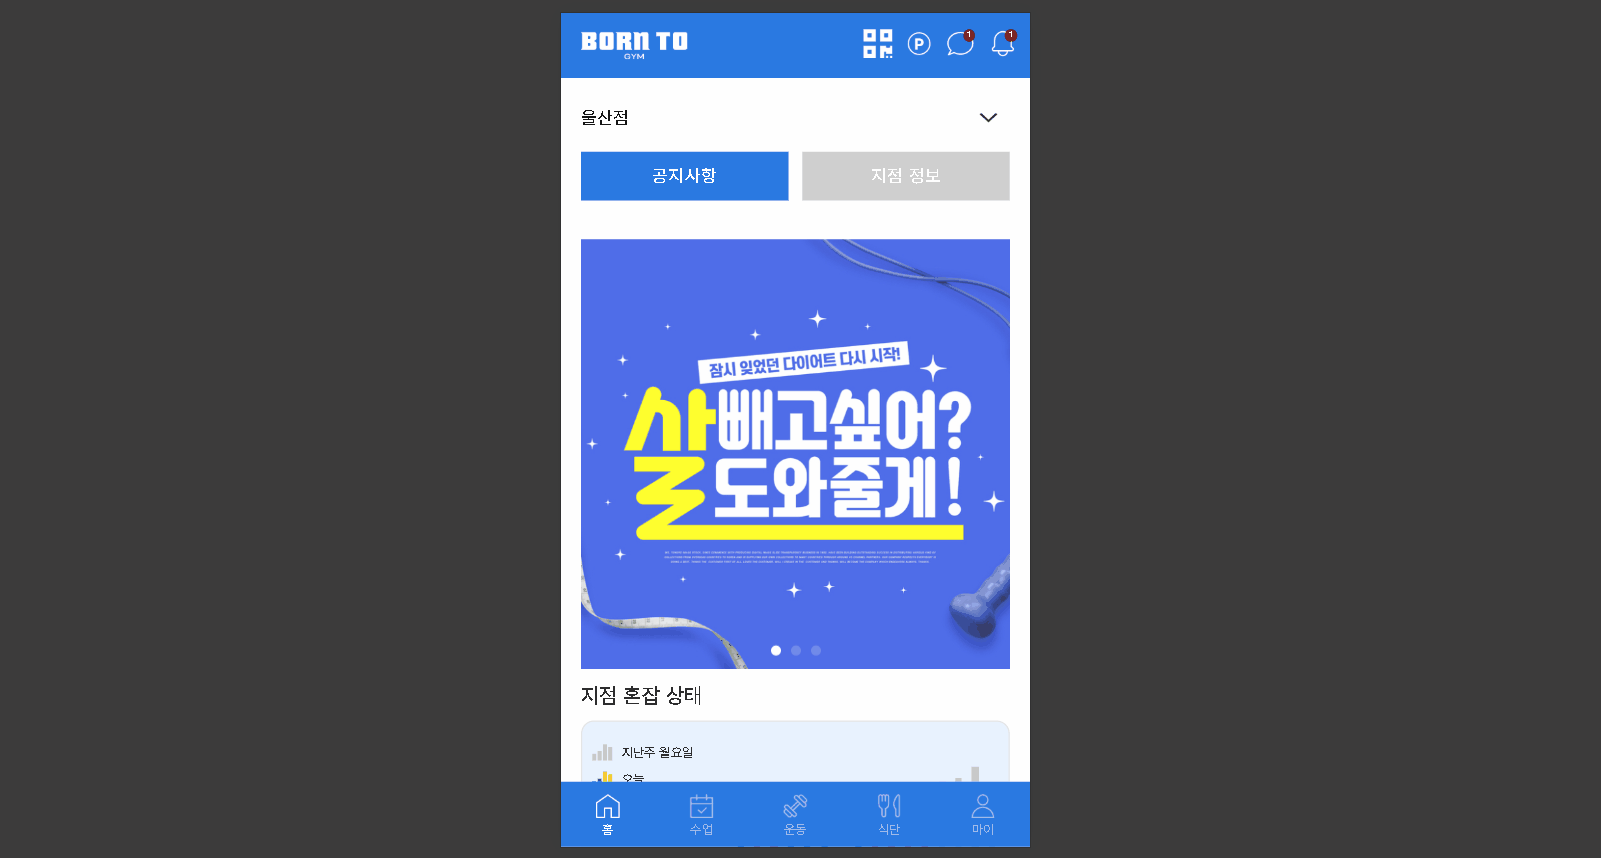 BORN TO
GYM
P
1
1
울산점
공지사항
지점 정보
잠시 잊었던 다이어트 다시 시작!
살빼고싶어?
도와줄게!
지점 혼잡 상태
지난주 월요일
오늘
홈
수업
운동
식단
마이